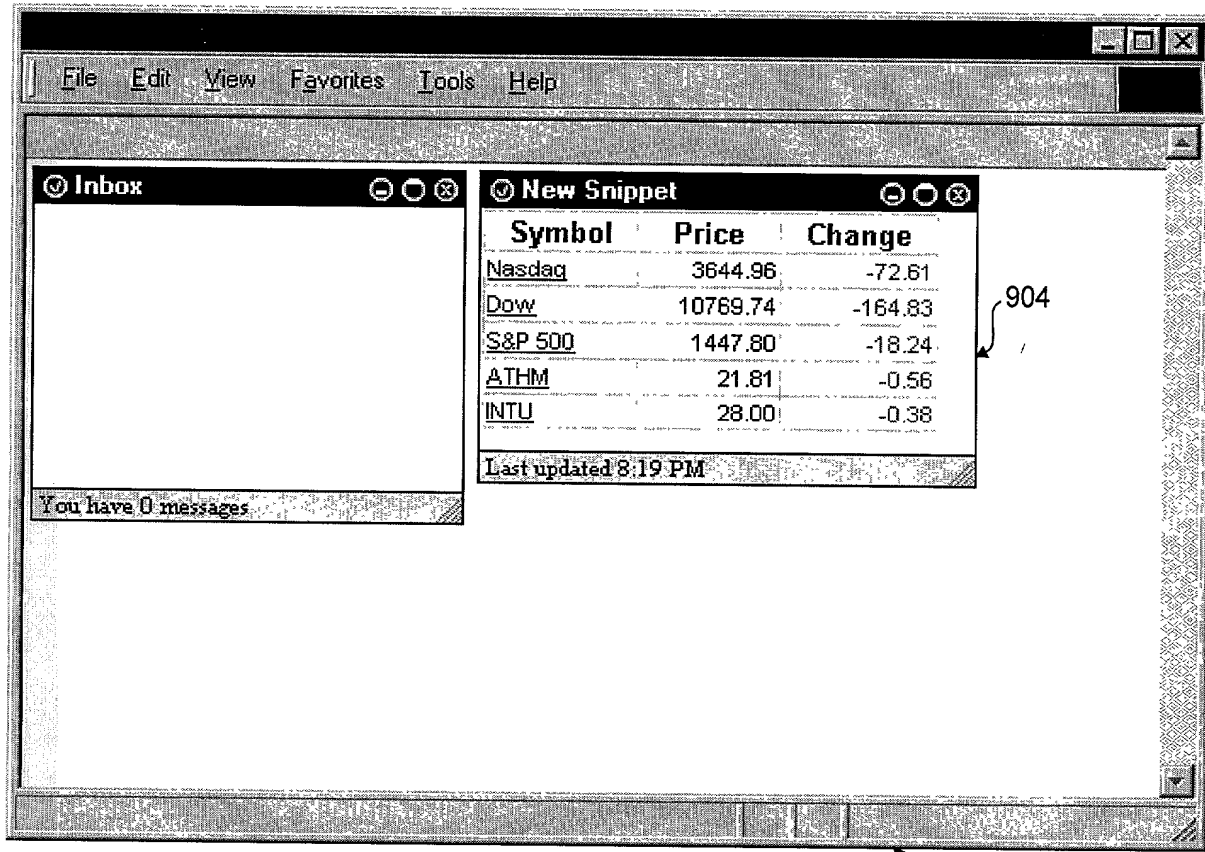 File Edit View Favorites Tools Help
Inbox
You have 0 messages
New Snippet
Symbol Price Change
Nasdaq 3644.96 -72.61
Dow 10769.74 -164.83
S&P 500 1447.80 -18.24
ATHM 21.81 -0.56
INTU 28.00 -0.38
Last updated 8:19 PM
904